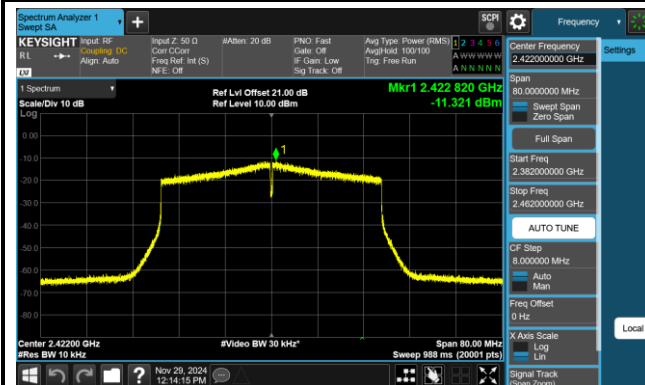 Spectrum Analyzer 1
Swept SA
+
SCPI
Frequency
KEYSIGHT
RL
LXI
Input: RF
Coupling: DC
Align: Auto
Input Z: 50 Ω
Corr CCorr
Freq Ref: Int (S)
NFE: Off
#Atten: 20 dB
PNO: Fast
Gate: Off
IF Gain: Low
Sig Track: Off
Avg Type: Power (RMS)
Avg|Hold: 100/100
Trig: Free Run
1 2 3 4 5 6
A W W W W W
A N N N N N
Center Frequency
2.422000000 GHz
Settings
Span
80.0000000 MHz
Swept Span
Zero Span
Full Span
Start Freq
2.382000000 GHz
Stop Freq
2.462000000 GHz
AUTO TUNE
CF Step
8.000000 MHz
Auto
Man
Freq Offset
0 Hz
X Axis Scale
Log
Lin
Local
Signal Track
(Span Zoom)
1 Spectrum
Scale/Div 10 dB
Log
Ref Lvl Offset 21.00 dB
Ref Level 10.00 dBm
Mkr1 2.422 820 GHz
-11.321 dBm
1
0.00
-10.0
-20.0
-30.0
-40.0
-50.0
-60.0
-70.0
-80.0
Center 2.42200 GHz
#Res BW 10 kHz
#Video BW 30 kHz*
Span 80.00 MHz
Sweep 988 ms (20001 pts)
?
Nov 29, 2024
12:14:15 PM